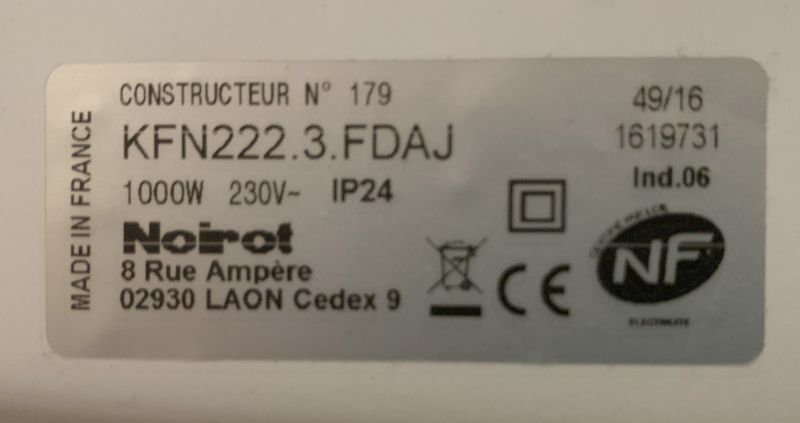 MADE IN FRANCE
CONSTRUCTEUR N° 179
KFN222.3.FDAJ
1000W 230V~ IP24
Noirot
8 Rue Ampère
02930 LAON Cedex 9
49/16
1619731
Ind.06
CE
NF
ELECTRICITE